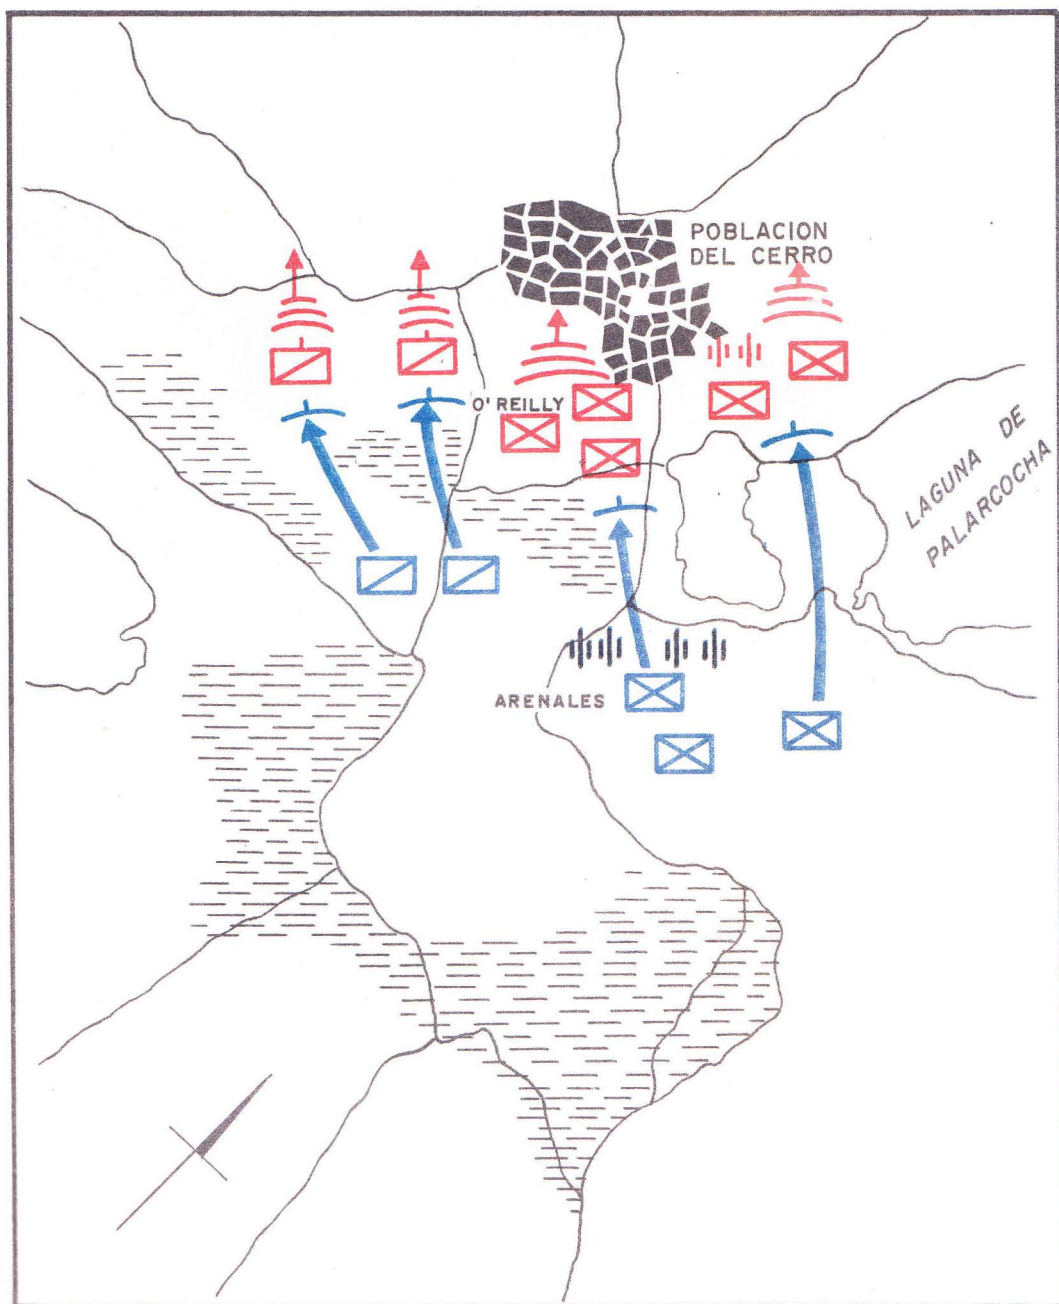 POBLACION
DEL CERRO
O'REILLY
LAGUNA DE
PALARCOCHA
ARENALES